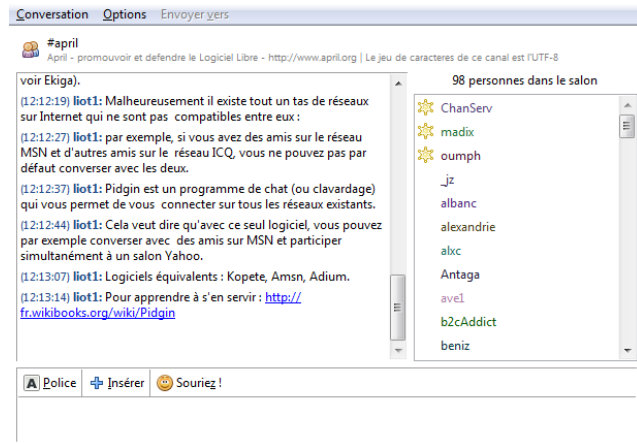 Conversation Options Envoyer vers
#april
April - promouvoir et defendre le Logiciel Libre - http://www.april.org | Le jeu de caracteres de ce canal est l'UTF-8
voir Ekiga).
(12:12:19) liot1: Malheureusement il existe tout un tas de réseaux
sur Internet qui ne sont pas compatibles entre eux :
(12:12:27) liot1: par exemple, si vous avez des amis sur le réseau
MSN et d'autres amis sur le réseau ICQ, vous ne pouvez pas par
défaut converser avec les deux.
(12:12:37) liot1: Pidgin est un programme de chat (ou clavardage)
qui vous permet de vous connecter sur tous les réseaux existants.
(12:12:44) liot1: Cela veut dire qu'avec ce seul logiciel, vous pouvez
par exemple converser avec des amis sur MSN et participer
simultanément à un salon Yahoo.
(12:13:07) liot1: Logiciels équivalents : Kopete, Amsn, Adium.
(12:13:14) liot1: Pour apprendre à s'en servir : http://
fr.wikibooks.org/wiki/Pidgin
98 personnes dans le salon
ChanServ
madix
oumph
_jz
albanc
alexandrie
alxc
Antaga
ave1
b2cAddict
beniz
A Police Insérer Souriez !